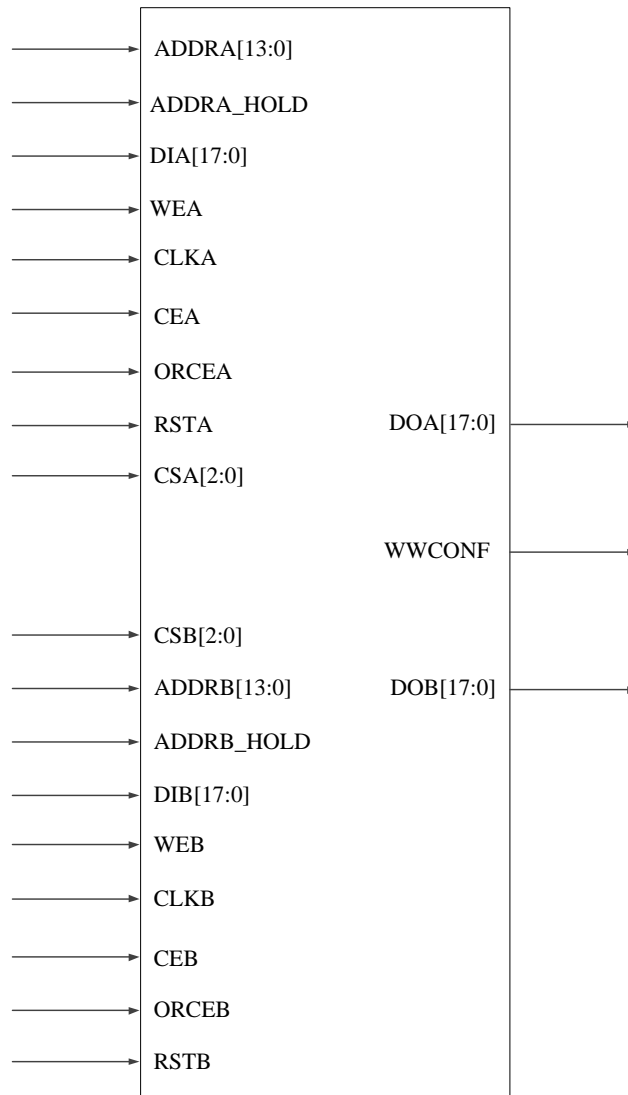 ADDRA[13:0]
ADDRA_HOLD
DIA[17:0]
WEA
CLKA
CEA
ORCEA
RSTA
DOA[17:0]
CSA[2:0]
WWCONF
CSB[2:0]
ADDRB[13:0]
DOB[17:0]
ADDRB_HOLD
DIB[17:0]
WEB
CLKB
CEB
ORCEB
RSTB